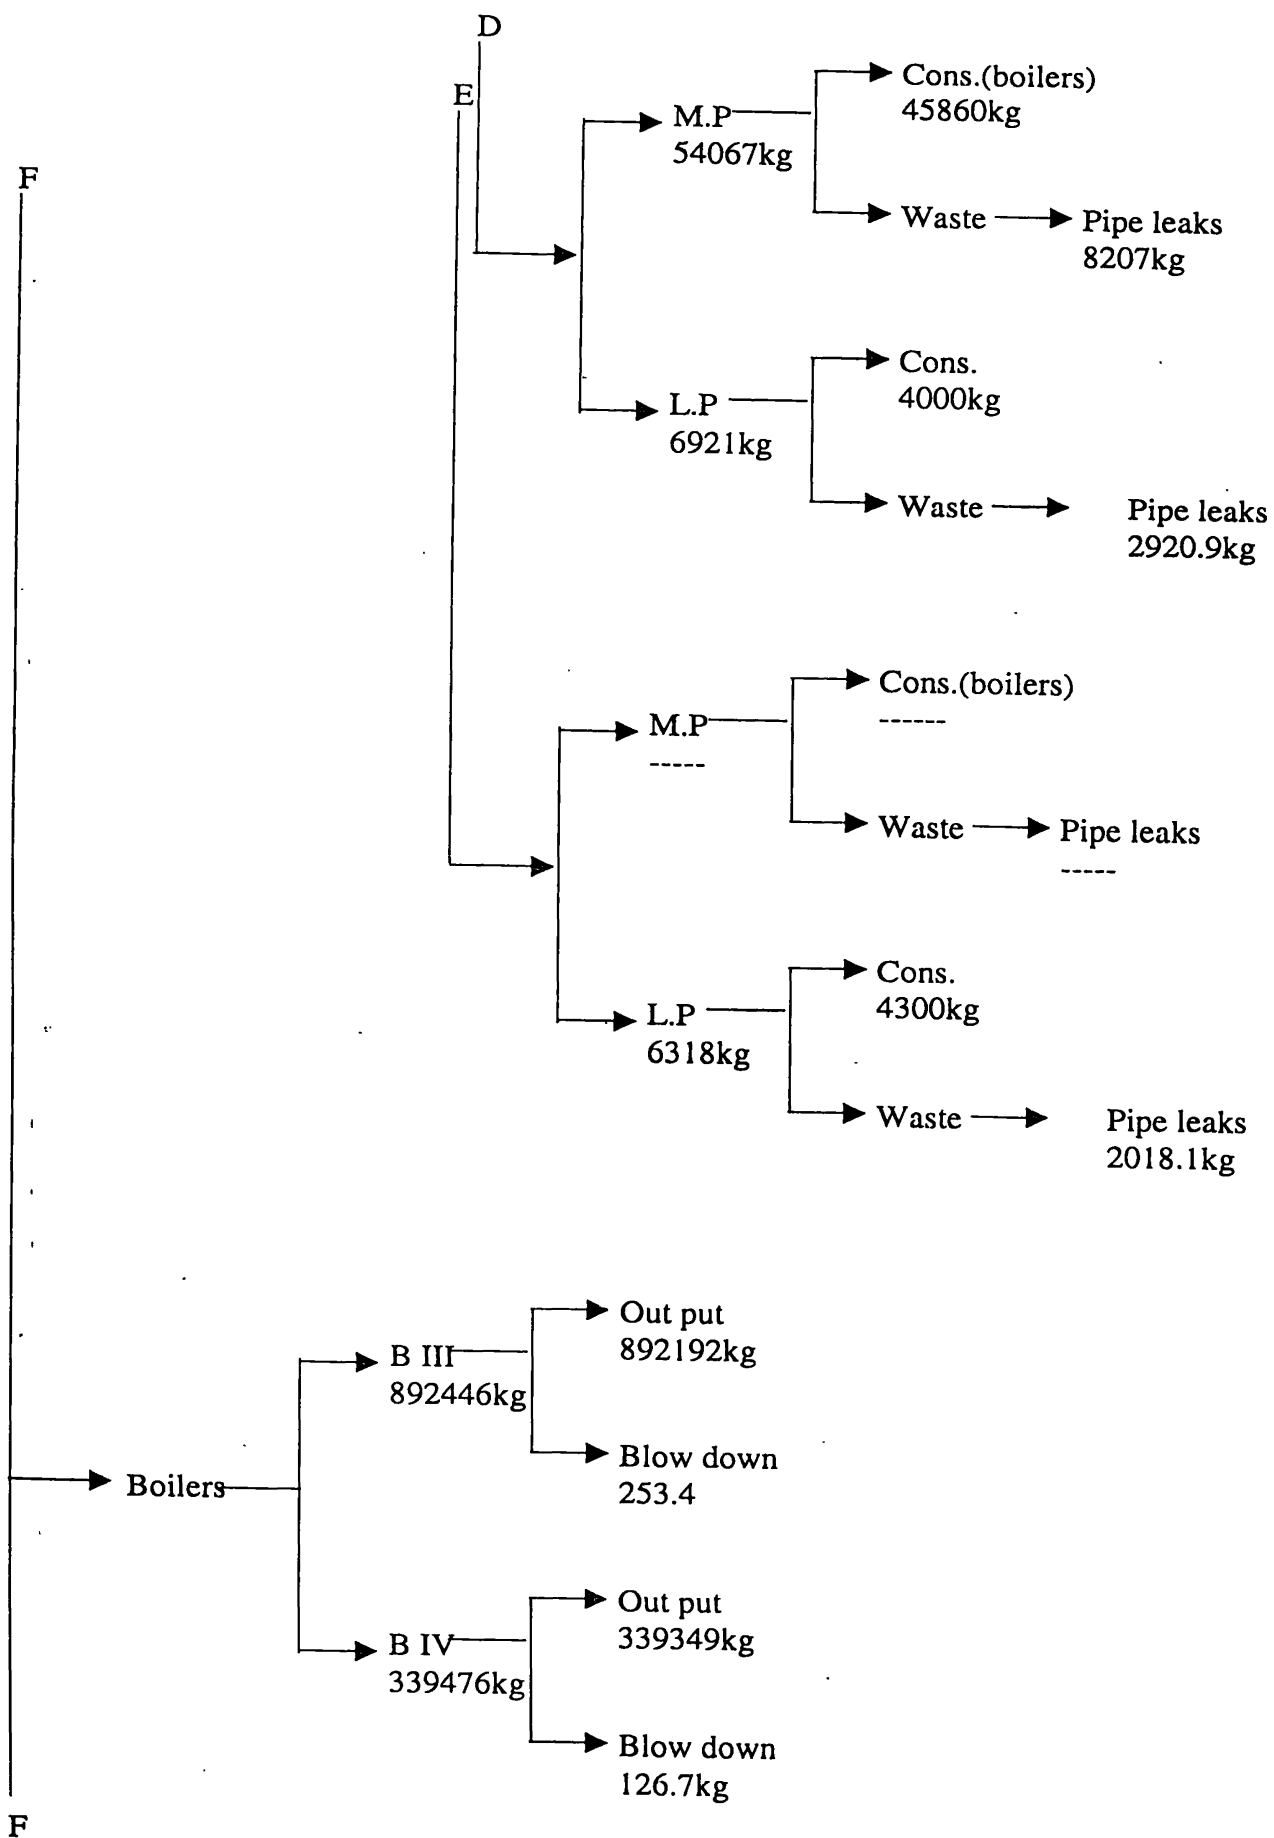 D
E
F
M.P
54067kg
Cons.(boilers)
45860kg
Waste
Pipe leaks
8207kg
L.P
6921kg
Cons.
4000kg
Waste
Pipe leaks
2920.9kg
M.P
-----
Cons.(boilers)
------
Waste
Pipe leaks
-----
L.P
6318kg
Cons.
4300kg
Waste
Pipe leaks
2018.1kg
Boilers
B III
892446kg
Out put
892192kg
Blow down
253.4
B IV
339476kg
Out put
339349kg
Blow down
126.7kg
F